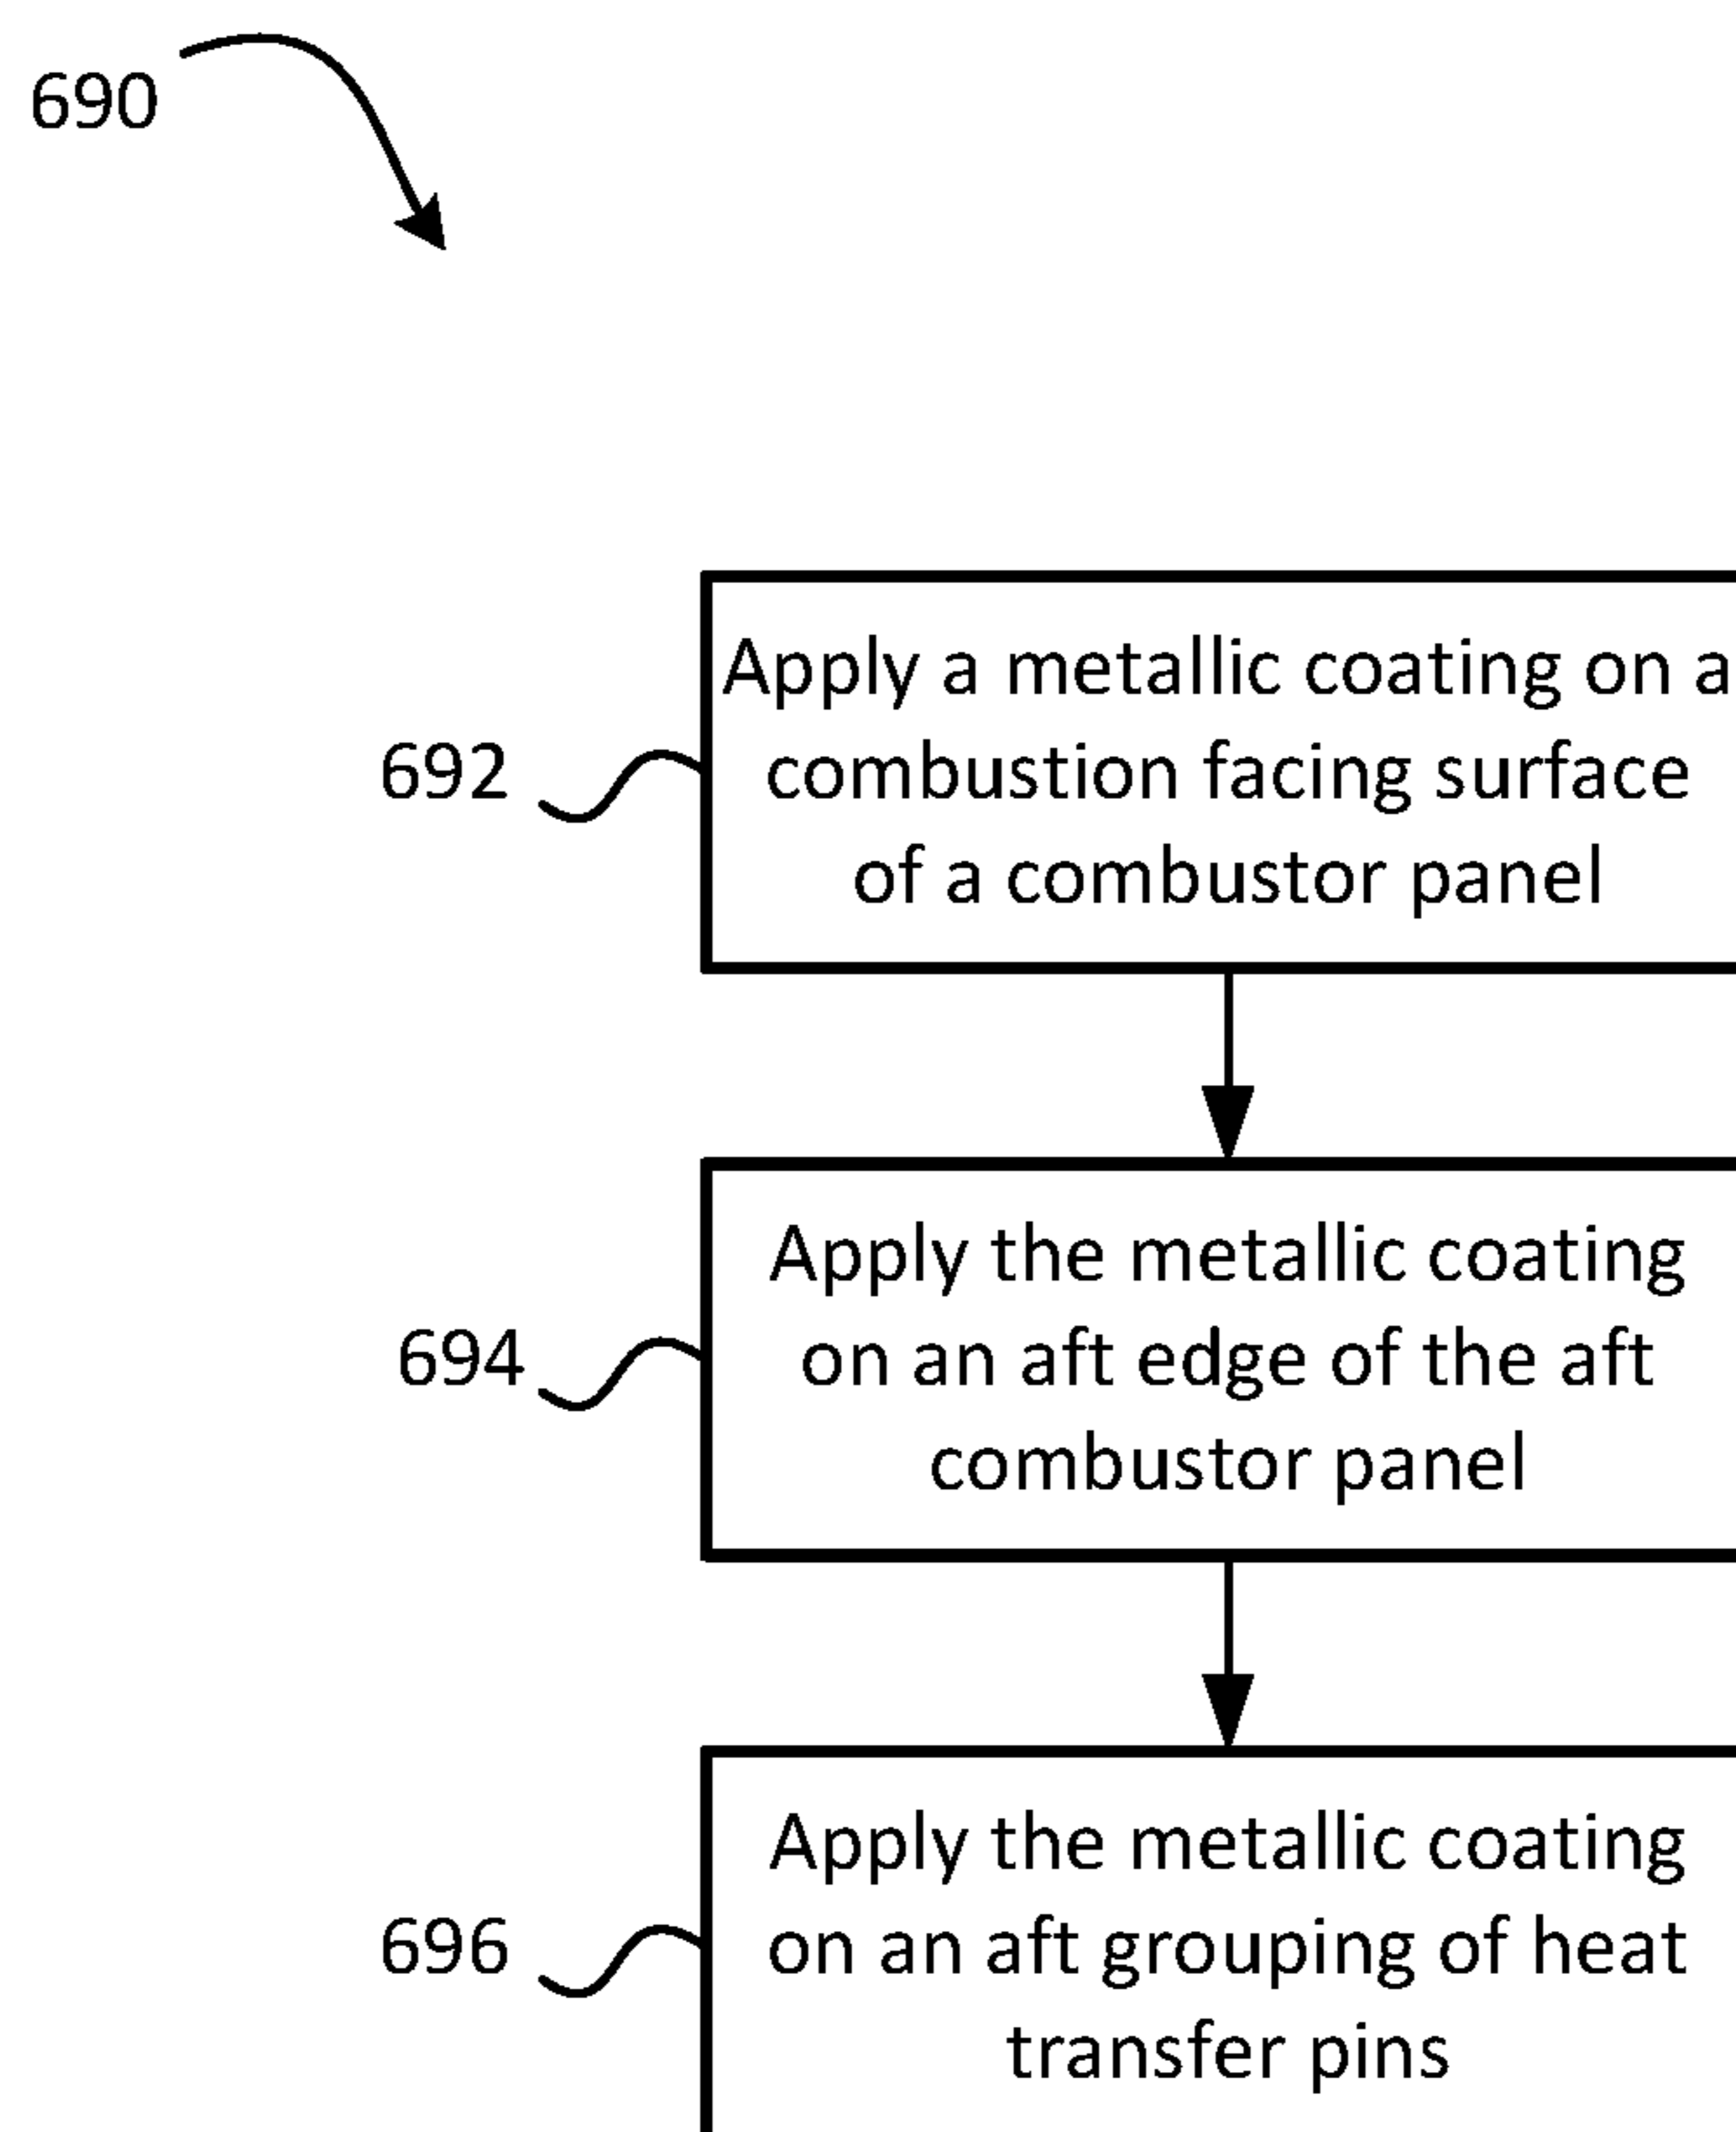 690
Apply a metallic coating on a
692
combustion facing surface
of a combustor panel
Apply the metallic coating
694
on an aft edge of the aft
combustor panel
Apply the metallic coating
696
on an aft grouping of heat
transfer pins